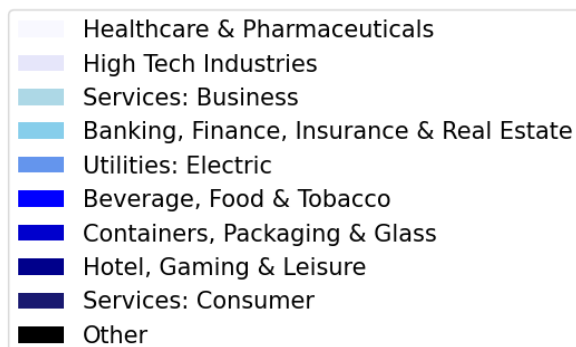 Healthcare & Pharmaceuticals
High Tech Industries
Services: Business
Banking, Finance, Insurance & Real Estate
Utilities: Electric
Beverage, Food & Tobacco
Containers, Packaging & Glass
Hotel, Gaming & Leisure
Services: Consumer
Other